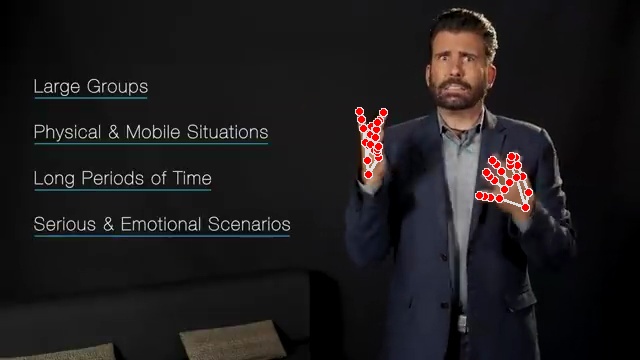 Large Groups
Physical & Mobile Situations
Long Periods of Time
Serious & Emotional Scenarios